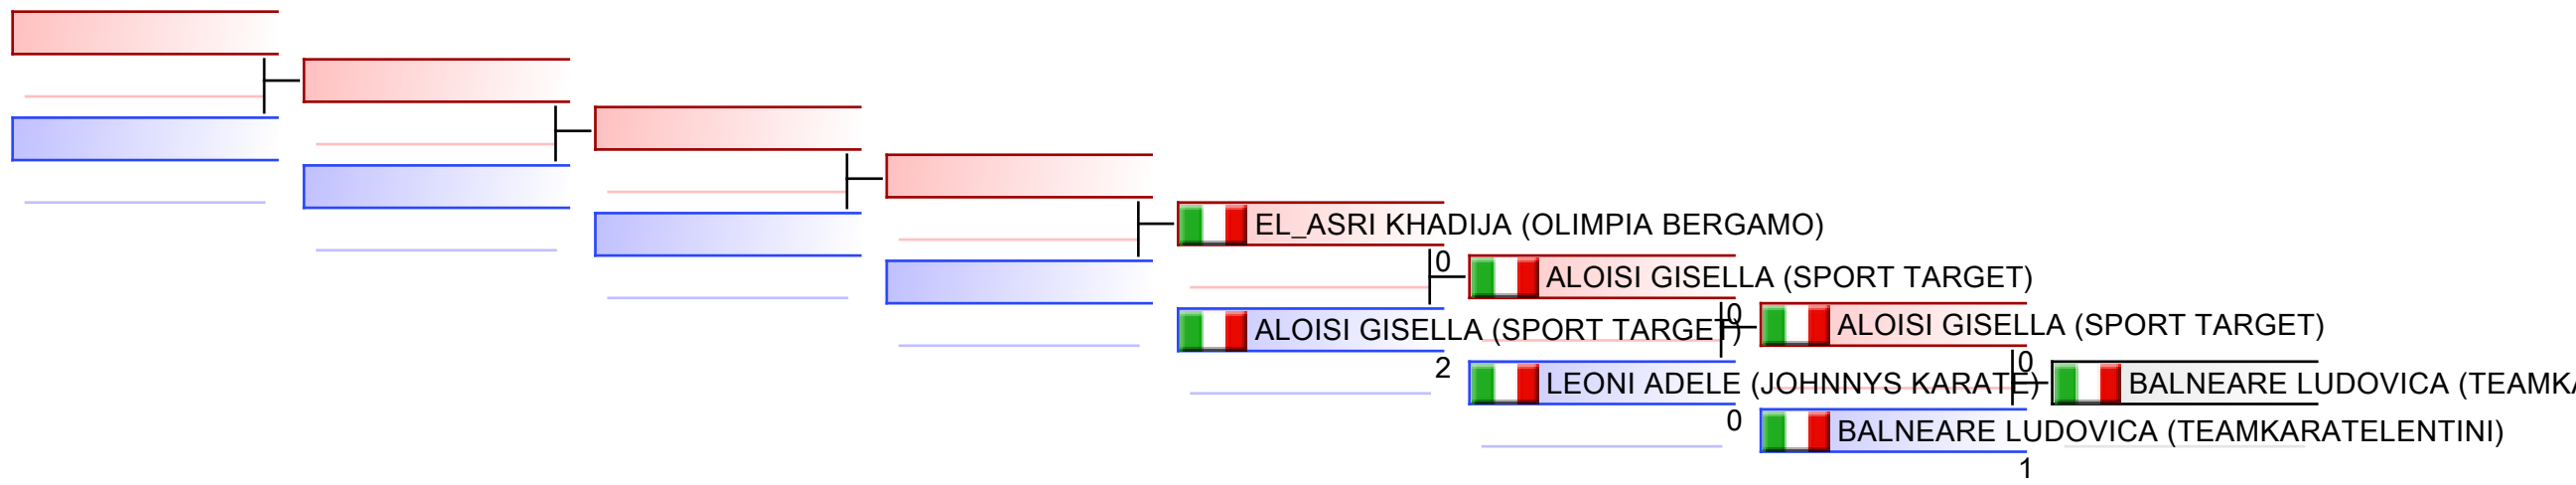 EL_ASRI KHADIJA (OLIMPIA BERGAMO)
0
ALOISI GISELLA (SPORT TARGET)
ALOISI GISELLA (SPORT TARGET)
2
0
ALOISI GISELLA (SPORT TARGET)
LEONI ADELE (JOHNNYS KARATE)
0
0
BALNEARE LUDOVICA (TEAMKA
BALNEARE LUDOVICA (TEAMKARATELENTINI)
1